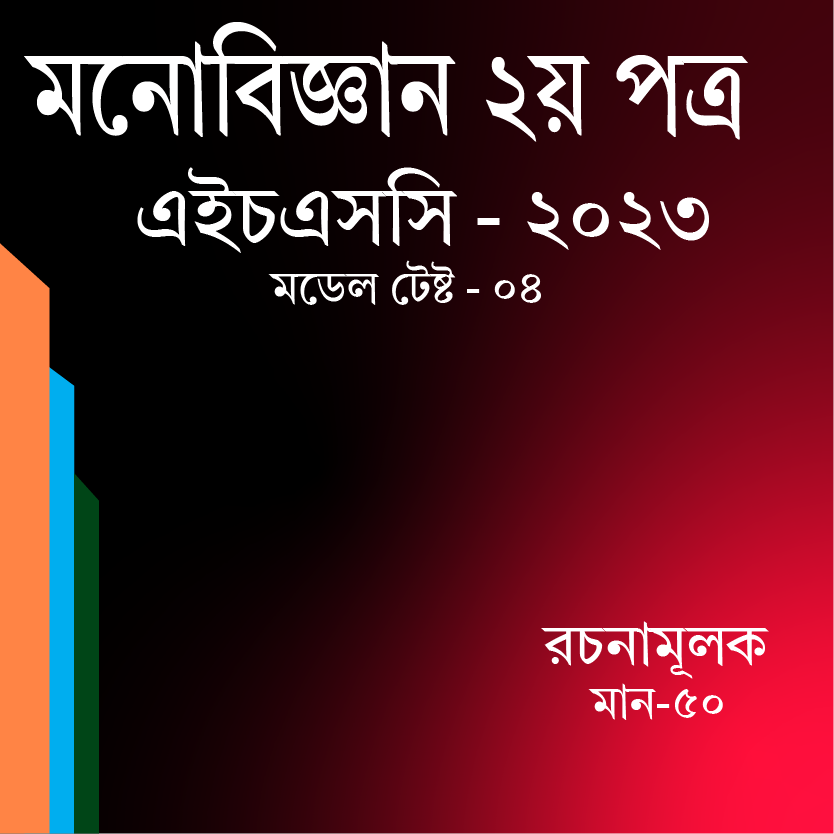 মনোবিজ্ঞান ২য় পত্র
এইচএসসি - ২০২৩
মডেল টেষ্ট - ০৪
রচনামূলক
মান-৫০